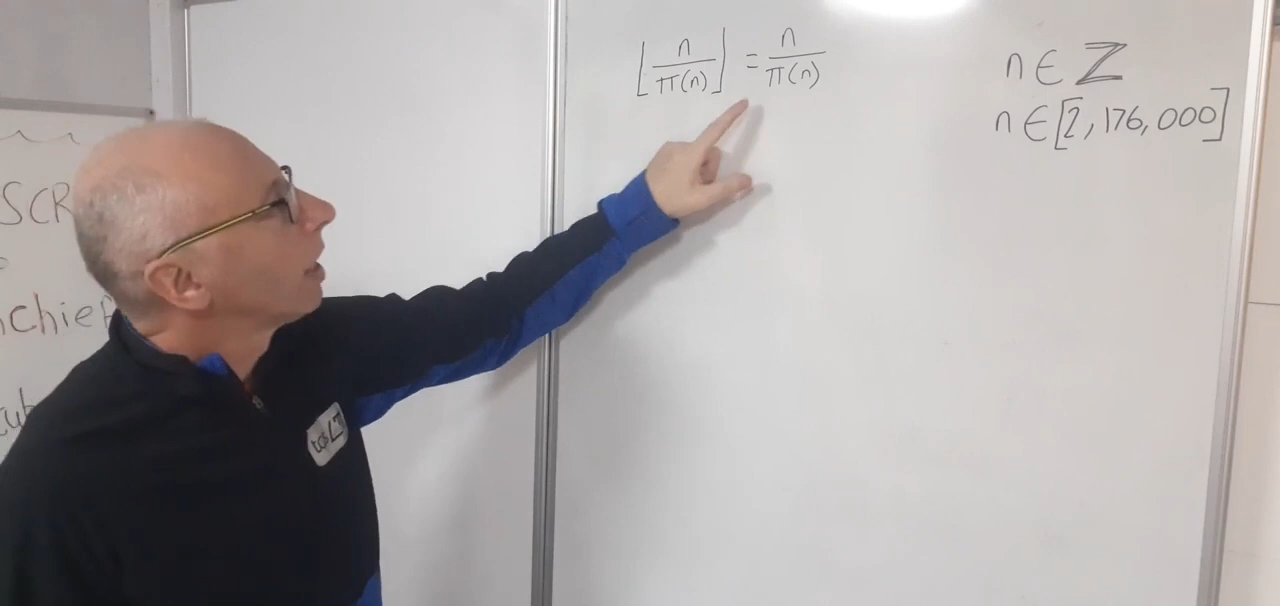 SCR
chief
⌊n/π(n)⌋ = n/π(n)
n ∈ ℤ
n ∈ [2, 176, 000]